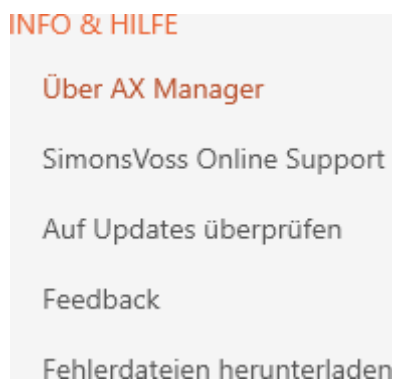 INFO & HILFE
Über AX Manager
SimonsVoss Online Support
Auf Updates überprüfen
Feedback
Fehlerdateien herunterladen